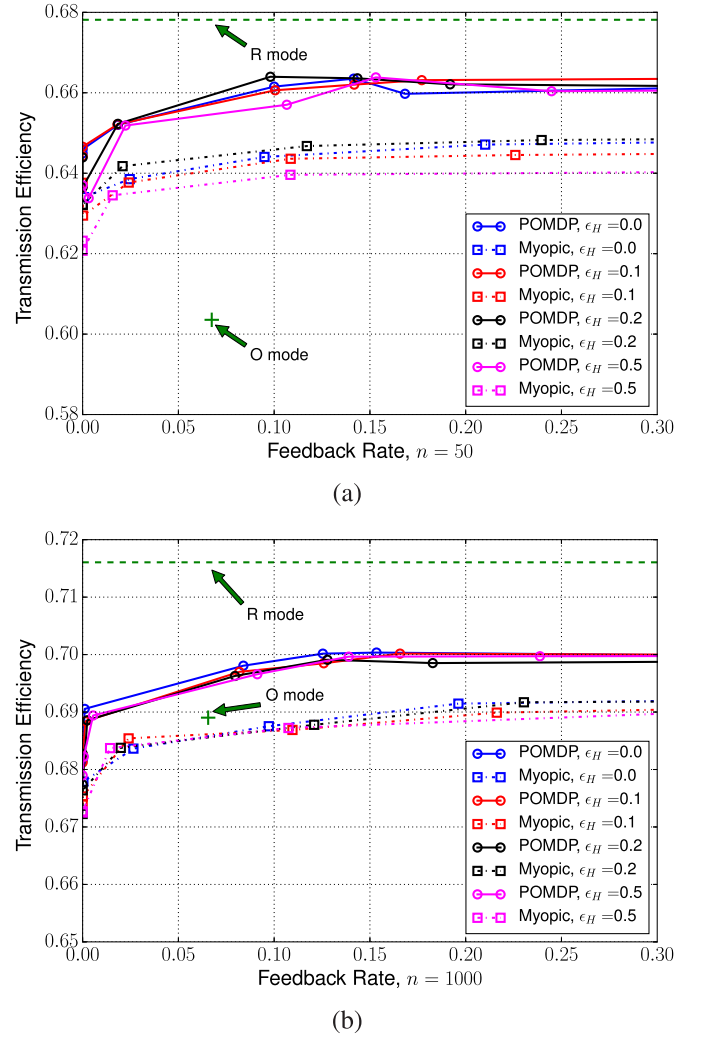 0.68
R mode
0.66
0.64
0.62
0.60
0.58
Transmission Efficiency
O mode
POMDP, ϵ_H =0.0
Myopic, ϵ_H =0.0
POMDP, ϵ_H =0.1
Myopic, ϵ_H =0.1
POMDP, ϵ_H =0.2
Myopic, ϵ_H =0.2
POMDP, ϵ_H =0.5
Myopic, ϵ_H =0.5
0.00 0.05 0.10 0.15 0.20 0.25 0.30
Feedback Rate, n = 50
(a)
0.72
0.71
0.70
0.69
0.68
0.67
0.66
0.65
Transmission Efficiency
R mode
O mode
POMDP, ϵ_H =0.0
Myopic, ϵ_H =0.0
POMDP, ϵ_H =0.1
Myopic, ϵ_H =0.1
POMDP, ϵ_H =0.2
Myopic, ϵ_H =0.2
POMDP, ϵ_H =0.5
Myopic, ϵ_H =0.5
0.00 0.05 0.10 0.15 0.20 0.25 0.30
Feedback Rate, n = 1000
(b)